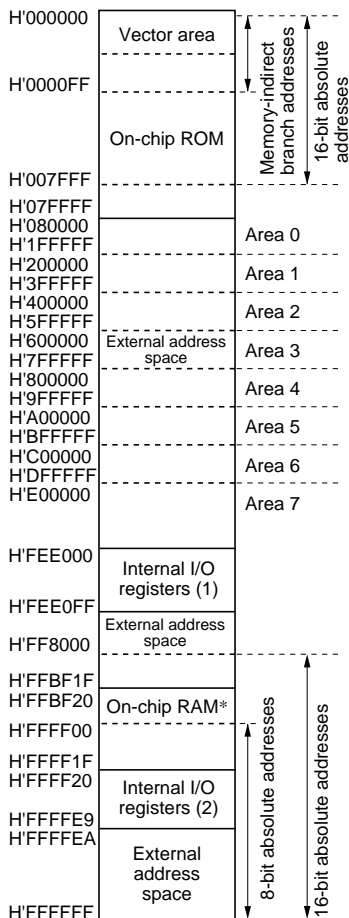 H'000000
Vector area
H'0000FF
Memory-indirect
branch addresses
16-bit absolute
addresses
On-chip ROM
H'007FFF
H'07FFFF
H'080000
Area 0
H'1FFFFF
H'200000
Area 1
H'3FFFFF
H'400000
Area 2
H'5FFFFF
H'600000
External address
space
Area 3
H'7FFFFF
H'800000
Area 4
H'9FFFFF
H'A00000
Area 5
H'BFFFFF
H'C00000
Area 6
H'DFFFFF
H'E00000
Area 7
H'FEE000
Internal I/O
registers (1)
H'FEE0FF
External address
space
H'FF8000
H'FFBF1F
H'FFBF20
On-chip RAM*
H'FFFF00
H'FFFF1F
H'FFFF20
Internal I/O
registers (2)
H'FFFFE9
H'FFFFEA
External
address
space
H'FFFFFF
8-bit absolute addresses
16-bit absolute addresses